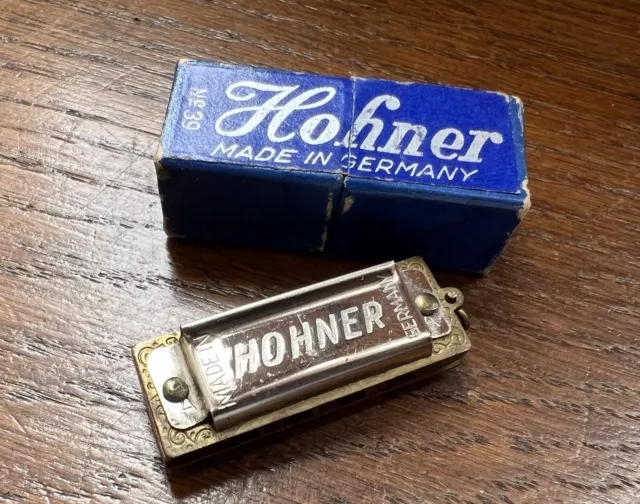 No 39
Hohner
MADE IN GERMANY
MADE IN
HOHNER
GERMANY